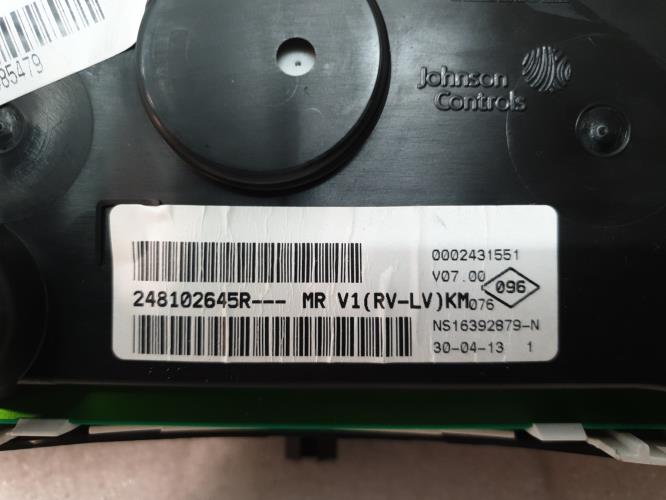 85479
Johnson
Controls
0002431551
V07.00
096
248102645R--- MR V1(RV-LV)KM
076
NS16392879-N
30-04-13 1